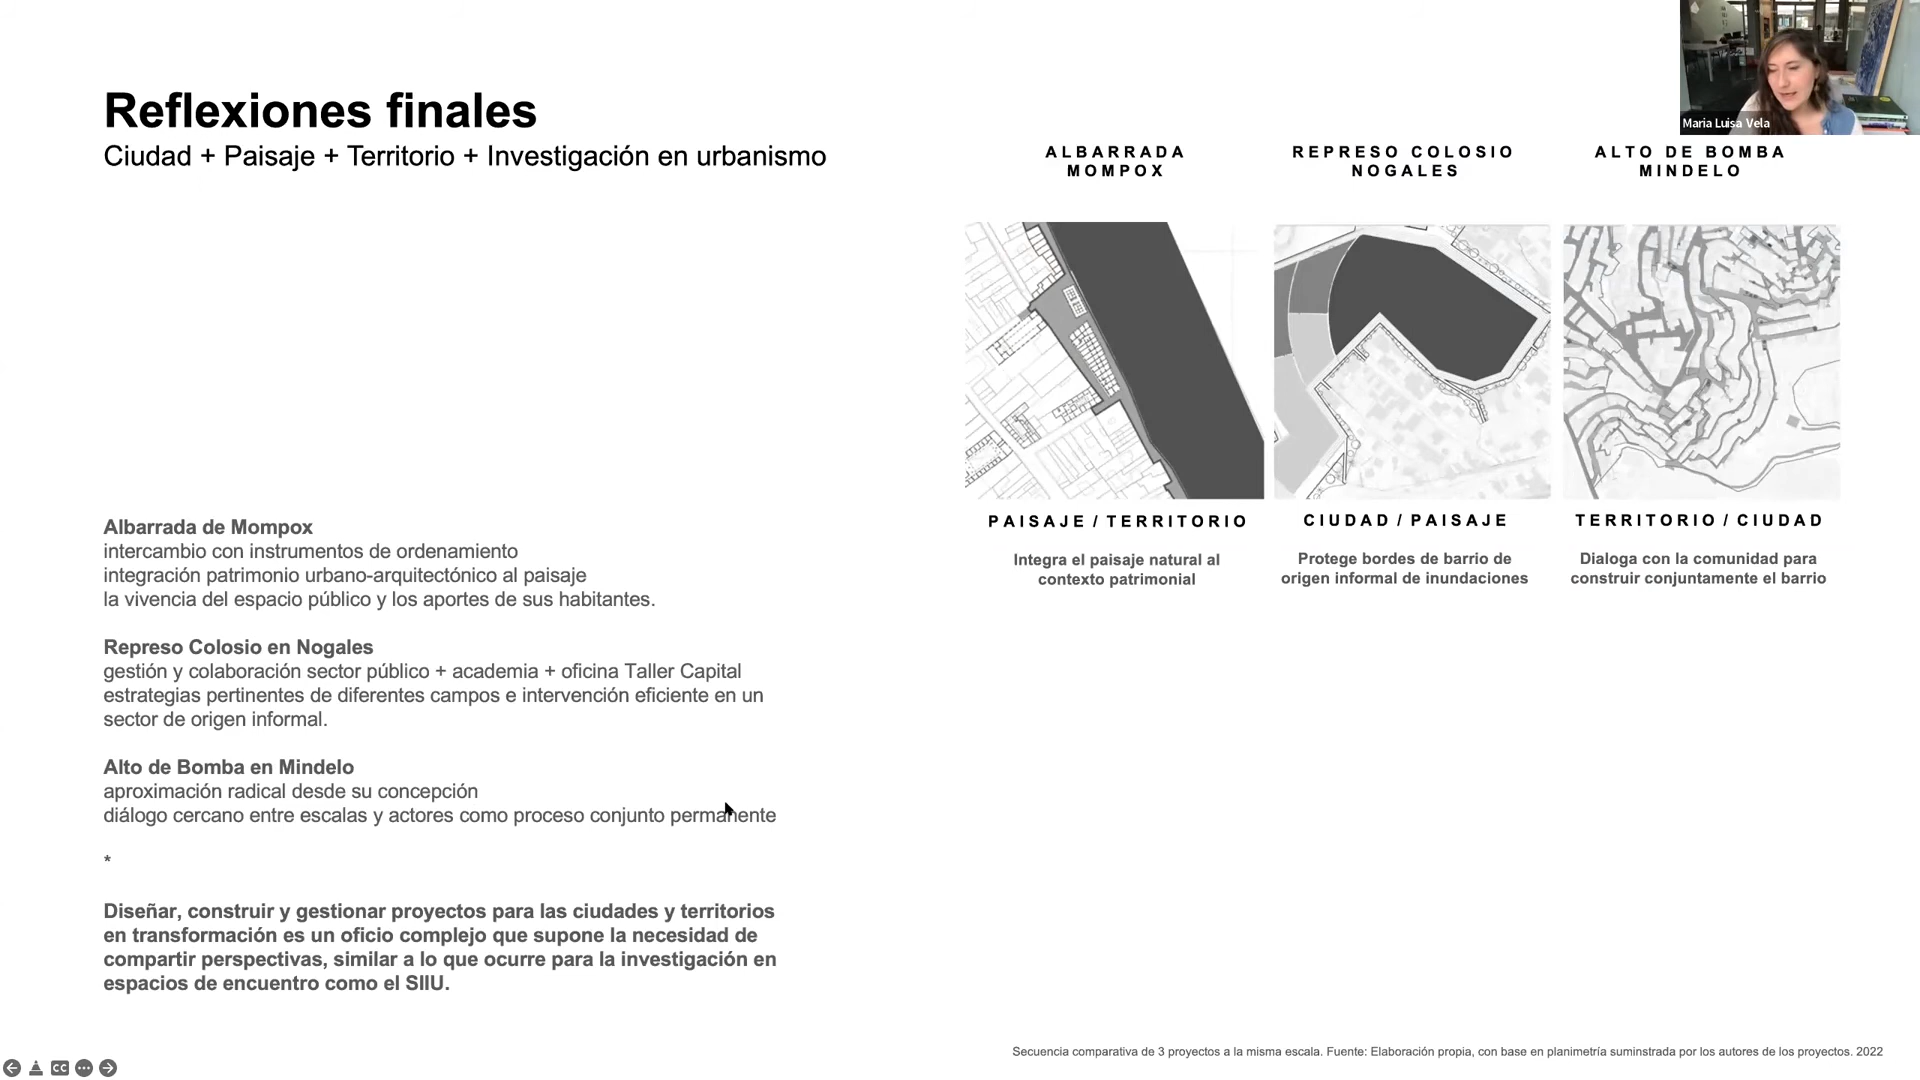 Reflexiones finales
Ciudad + Paisaje + Territorio + Investigación en urbanismo
Maria Luisa Vela
ALBARRADA
MOMPOX
REPRESO COLOSIO
NOGALES
ALTO DE BOMBA
MINDELO
PAISAJE / TERRITORIO
Integra el paisaje natural al
contexto patrimonial
CIUDAD / PAISAJE
Protege bordes de barrio de
origen informal de inundaciones
TERRITORIO / CIUDAD
Dialoga con la comunidad para
construir conjuntamente el barrio
Albarrada de Mompox
intercambio con instrumentos de ordenamiento
integración patrimonio urbano-arquitectónico al paisaje
la vivencia del espacio público y los aportes de sus habitantes.
Represo Colosio en Nogales
gestión y colaboración sector público + academia + oficina Taller Capital
estrategias pertinentes de diferentes campos e intervención eficiente en un
sector de origen informal.
Alto de Bomba en Mindelo
aproximación radical desde su concepción
diálogo cercano entre escalas y actores como proceso conjunto permanente
*
Diseñar, construir y gestionar proyectos para las ciudades y territorios
en transformación es un oficio complejo que supone la necesidad de
compartir perspectivas, similar a lo que ocurre para la investigación en
espacios de encuentro como el SIIU.
Secuencia comparativa de 3 proyectos a la misma escala. Fuente: Elaboración propia, con base en planimetría suminstrada por los autores de los proyectos. 2022
CC